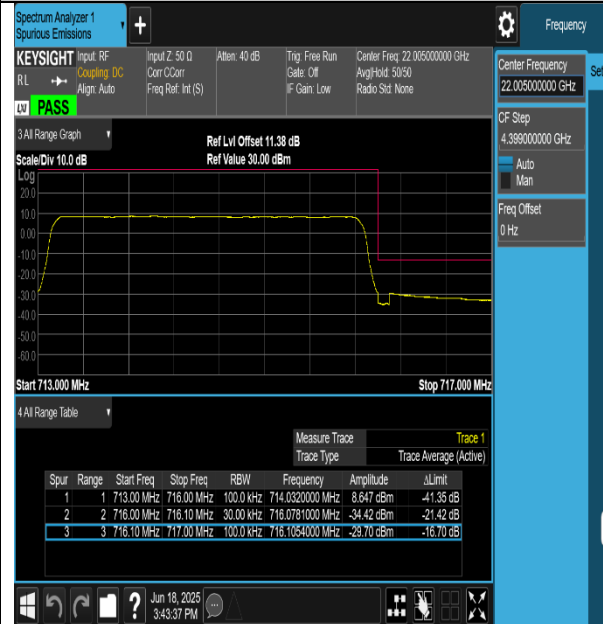 Spectrum Analyzer 1
Spurious Emissions
Frequency
KEYSIGHT
RL
Input: RF
Coupling: DC
Align: Auto
Input Z: 50 Ω
Corr CCorr
Freq Ref: Int (S)
Atten: 40 dB
Trig: Free Run
Gate: Off
IF Gain: Low
Center Freq: 22.005000000 GHz
Avg|Hold: 50/50
Radio Std: None
PASS
Center Frequency
22.005000000 GHz
Set
CF Step
4.399000000 GHz
Auto
Man
Freq Offset
0 Hz
3 All Range Graph
Ref Lvl Offset 11.38 dB
Scale/Div 10.0 dB
Ref Value 30.00 dBm
Log
20.0
10.0
0.00
-10.0
-20.0
-30.0
-40.0
-50.0
-60.0
Start 713.000 MHz
Stop 717.000 MHz
4 All Range Table
Measure Trace Trace 1
Trace Type Trace Average (Active)
Spur Range Start Freq Stop Freq RBW Frequency Amplitude ΔLimit
1 1 713.00 MHz 716.00 MHz 100.0 kHz 714.0320000 MHz 8.647 dBm -41.35 dB
2 2 716.00 MHz 716.10 MHz 30.00 kHz 716.0781000 MHz -34.42 dBm -21.42 dB
3 3 716.10 MHz 717.00 MHz 100.0 kHz 716.1054000 MHz -29.70 dBm -16.70 dB
Jun 18, 2025
3:43:37 PM